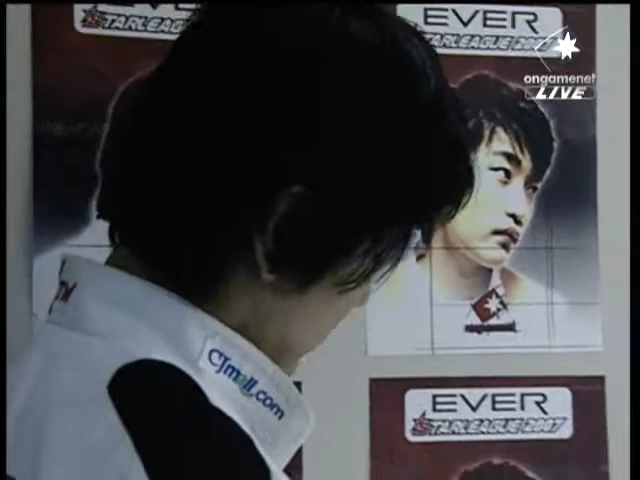 EVER
STARLEAGUE
EVER
STARLEAGUE 2007
ongamenet
LIVE
CJmall.com
EVER
STARLEAGUE 2007